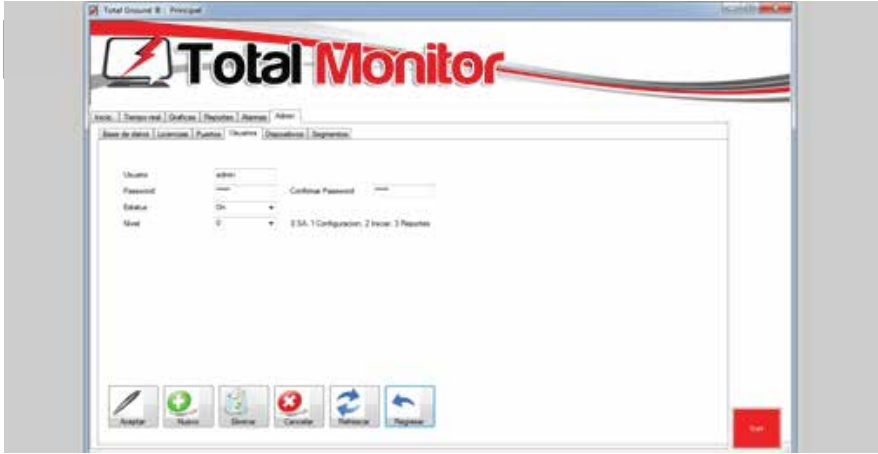 Total Ground ® : Principal
Total Monitor
Inicio. Tiempo real Graficas Reportes Alarmas Admin
Base de datos Licencias Puertos Usuarios Dispositivos Segmentos
Usuario admin
Password Confirmar Password
Estatus On
Nivel 0 0 SA. 1 Configuracion. 2 Iniciar. 3 Reportes
Aceptar Nuevo Eliminar Cancelar Refrescar Regresar